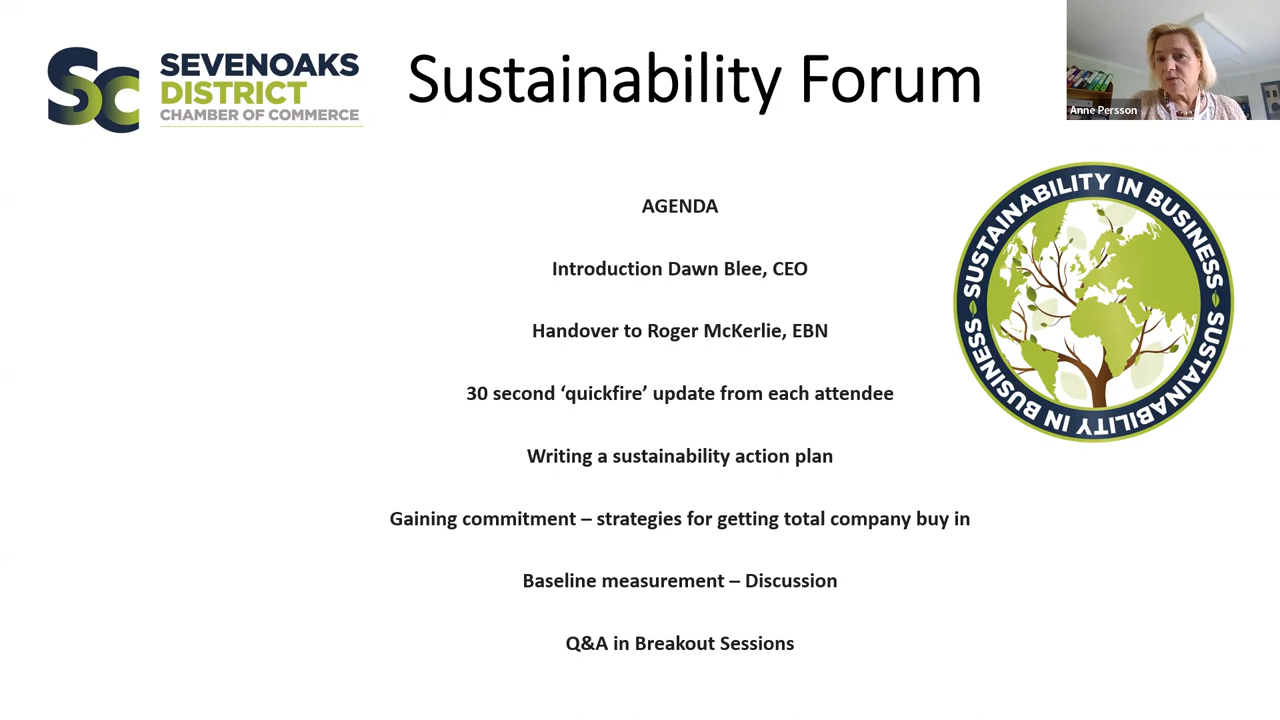 SEVENOAKS
DISTRICT
CHAMBER OF COMMERCE
Sustainability Forum
Anne Persson
AGENDA
Introduction Dawn Blee, CEO
Handover to Roger McKerlie, EBN
30 second ‘quickfire’ update from each attendee
Writing a sustainability action plan
Gaining commitment – strategies for getting total company buy in
Baseline measurement – Discussion
Q&A in Breakout Sessions
SUSTAINABILITY IN BUSINESS
SUSTAINABILITY IN BUSINESS